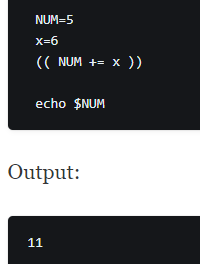 NUM=5
x=6
(( NUM += x ))
echo $NUM
Output:
11